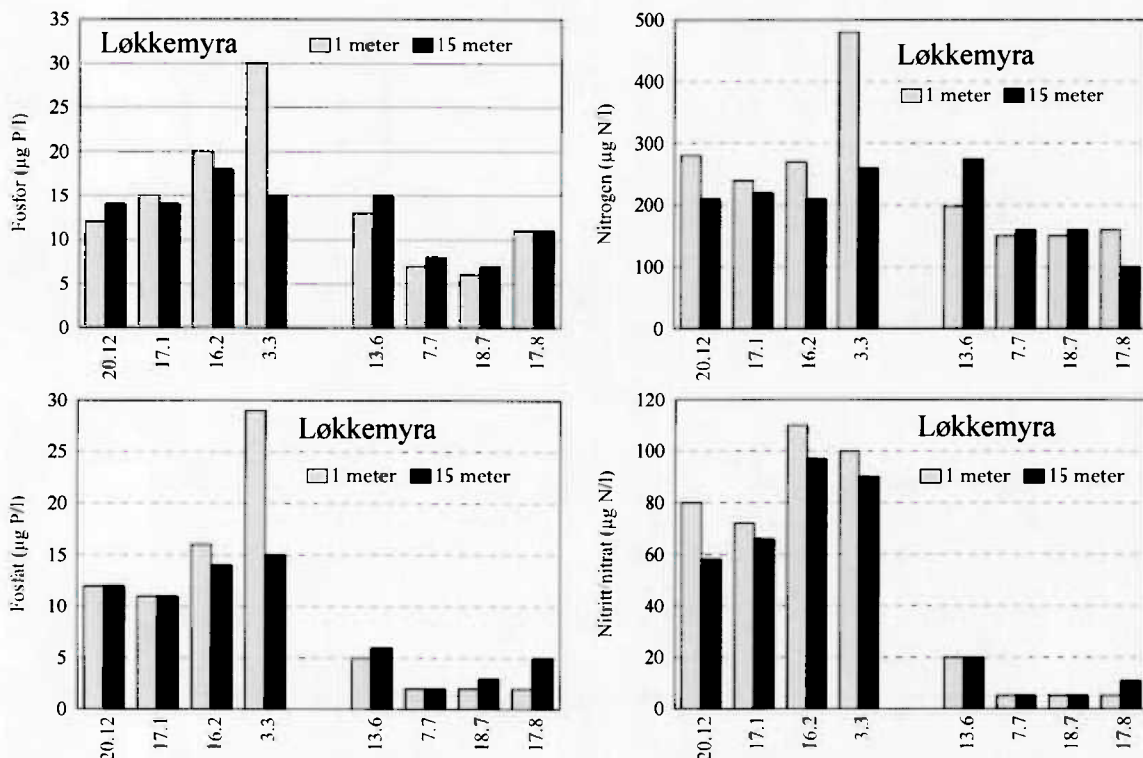 Løkkemyra
1 meter 15 meter
Fosfor (µg P/l)
35
30
25
20
15
10
5
0
20.12 17.1 16.2 3.3 13.6 7.7 18.7 17.8
Løkkemyra
1 meter 15 meter
Nitrogen (µg N/l)
500
400
300
200
100
0
20.12 17.1 16.2 3.3 13.6 7.7 18.7 17.8
Løkkemyra
1 meter 15 meter
Fosfat (µg P/l)
30
25
20
15
10
5
0
20.12 17.1 16.2 3.3 13.6 7.7 18.7 17.8
Løkkemyra
1 meter 15 meter
Nitritt/nitrat (µg N/l)
120
100
80
60
40
20
0
20.12 17.1 16.2 3.3 13.6 7.7 18.7 17.8